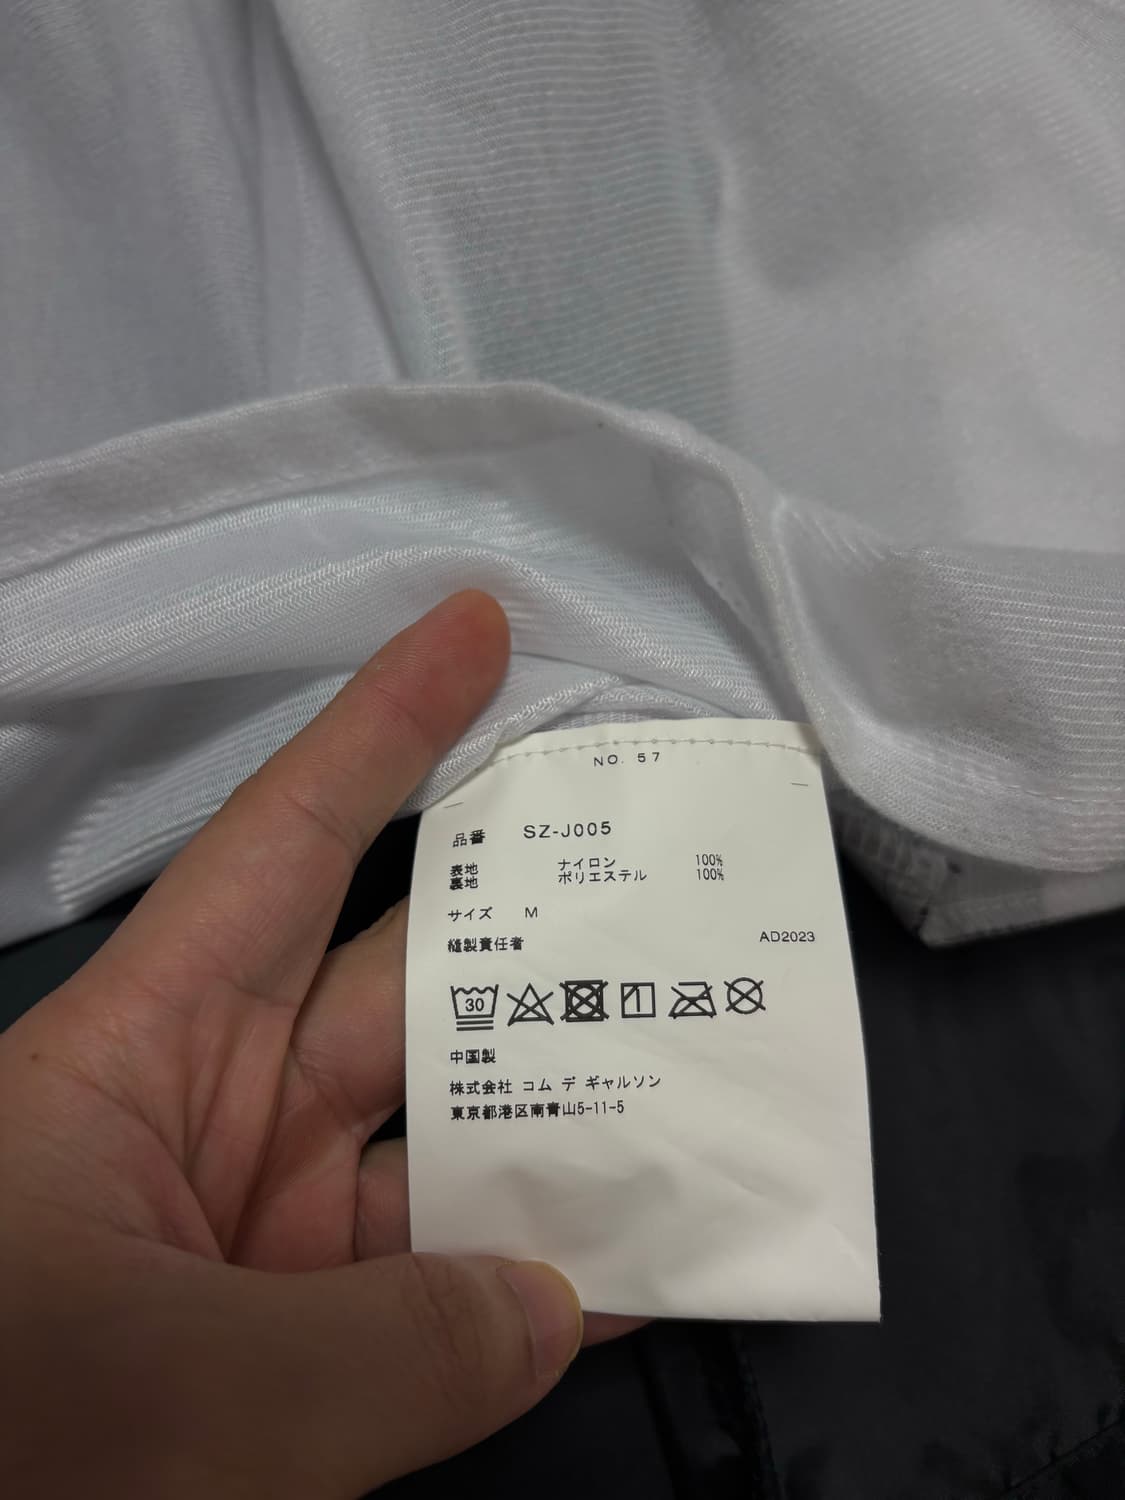 NO. 57
品番 SZ-J005
表地 ナイロン 100%
裏地 ポリエステル 100%
サイズ M
縫製責任者 AD2023
30
中国製
株式会社 コム デ ギャルソン
東京都港区南青山5-11-5